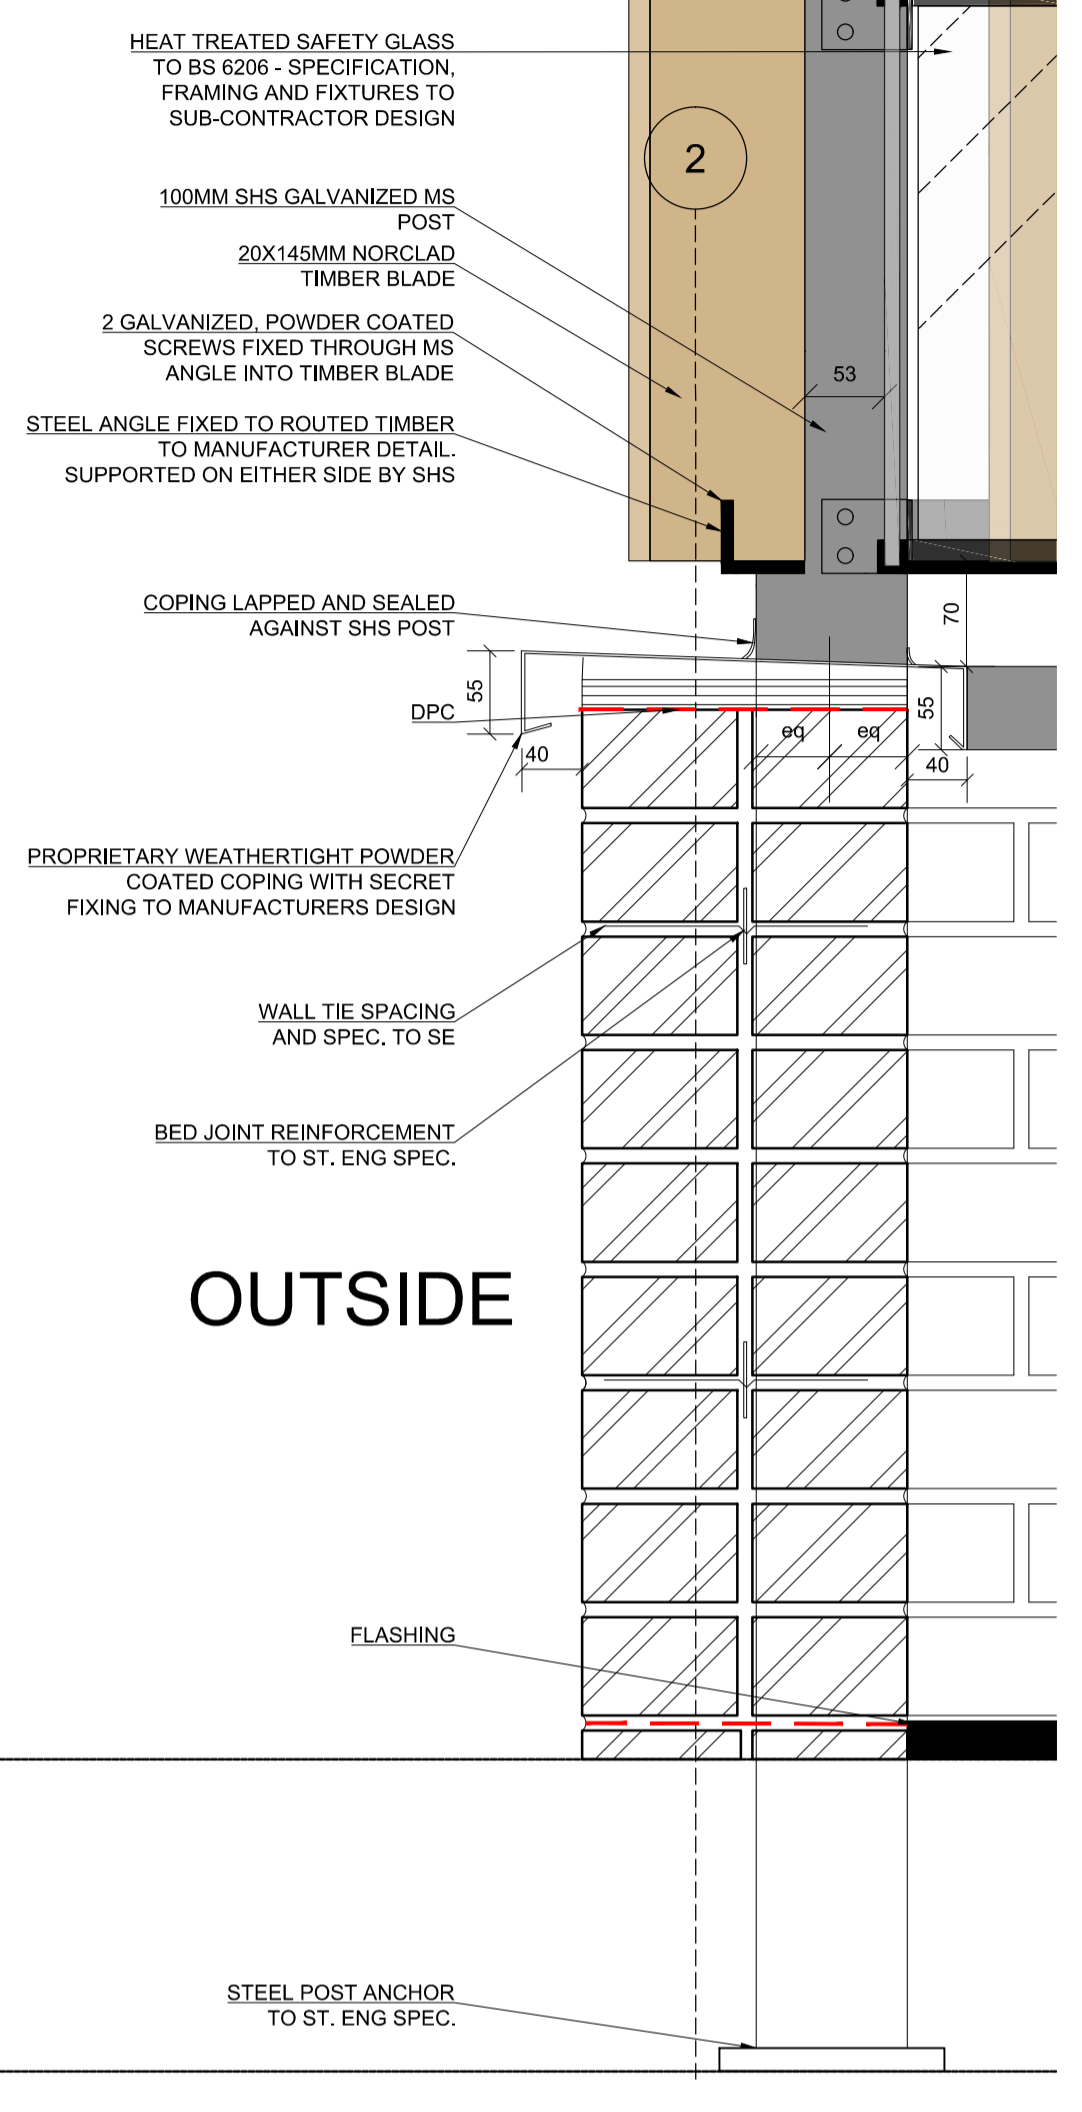 HEAT TREATED SAFETY GLASS
TO BS 6206 - SPECIFICATION,
FRAMING AND FIXTURES TO
SUB-CONTRACTOR DESIGN
2
100MM SHS GALVANIZED MS
POST
20X145MM NORCLAD
TIMBER BLADE
2 GALVANIZED, POWDER COATED
SCREWS FIXED THROUGH MS
ANGLE INTO TIMBER BLADE
53
STEEL ANGLE FIXED TO ROUTED TIMBER
TO MANUFACTURER DETAIL.
SUPPORTED ON EITHER SIDE BY SHS
COPING LAPPED AND SEALED
AGAINST SHS POST
70
55
DPC
55
eq
eq
40
40
PROPRIETARY WEATHERTIGHT POWDER
COATED COPING WITH SECRET
FIXING TO MANUFACTURERS DESIGN
WALL TIE SPACING
AND SPEC. TO SE
BED JOINT REINFORCEMENT
TO ST. ENG SPEC.
OUTSIDE
FLASHING
STEEL POST ANCHOR
TO ST. ENG SPEC.